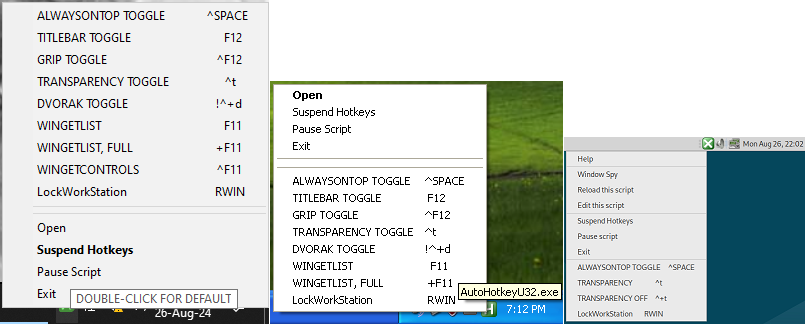 ALWAYSONTOP TOGGLE ^SPACE
TITLEBAR TOGGLE F12
GRIP TOGGLE ^F12
TRANSPARENCY TOGGLE ^t
DVORAK TOGGLE !^+d
WINGETLIST F11
WINGETLIST, FULL +F11
WINGETCONTROLS ^F11
LockWorkStation RWIN
Open
Suspend Hotkeys
Pause Script
Exit
DOUBLE-CLICK FOR DEFAULT
26-Aug-24
Open
Suspend Hotkeys
Pause Script
Exit
ALWAYSONTOP TOGGLE ^SPACE
TITLEBAR TOGGLE F12
GRIP TOGGLE ^F12
TRANSPARENCY TOGGLE ^t
DVORAK TOGGLE !^+d
WINGETLIST F11
WINGETLIST, FULL +F11
LockWorkStation RWIN
AutoHotkeyU32.exe
7:12 PM
Mon Aug 26, 22:02
Help
Window Spy
Reload this script
Edit this script
Suspend Hotkeys
Pause script
Exit
ALWAYSONTOP TOGGLE ^SPACE
TRANSPARENCY ^t
TRANSPARENCY OFF ^+t
LockWorkStation RWIN